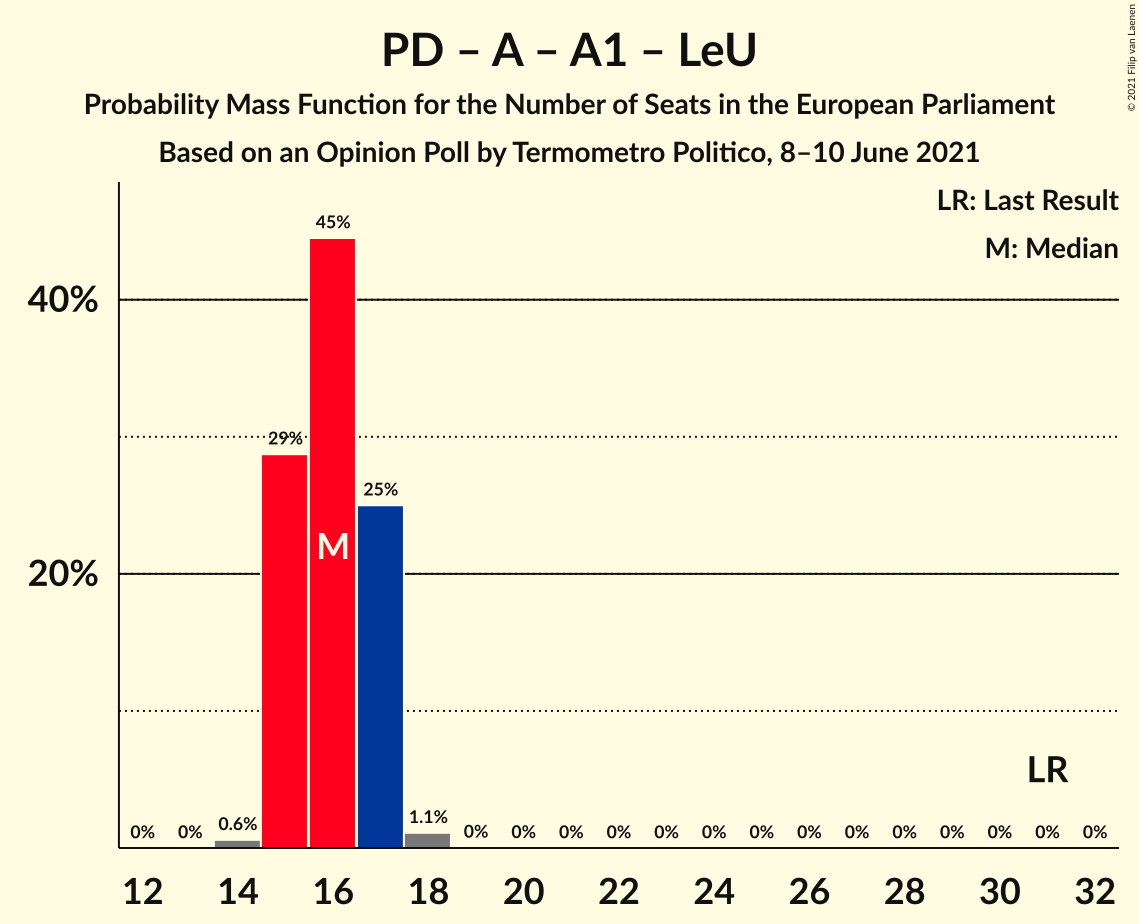 PD – A – A1 – LeU
Probability Mass Function for the Number of Seats in the European Parliament
Based on an Opinion Poll by Termometro Politico, 8–10 June 2021
© 2021 Filip van Laenen
LR: Last Result
M: Median
45%
40%
29%
25%
M
20%
LR
0% 0% 0.6% 1.1% 0% 0% 0% 0% 0% 0% 0% 0% 0% 0% 0% 0% 0% 0%
12 14 16 18 20 22 24 26 28 30 32